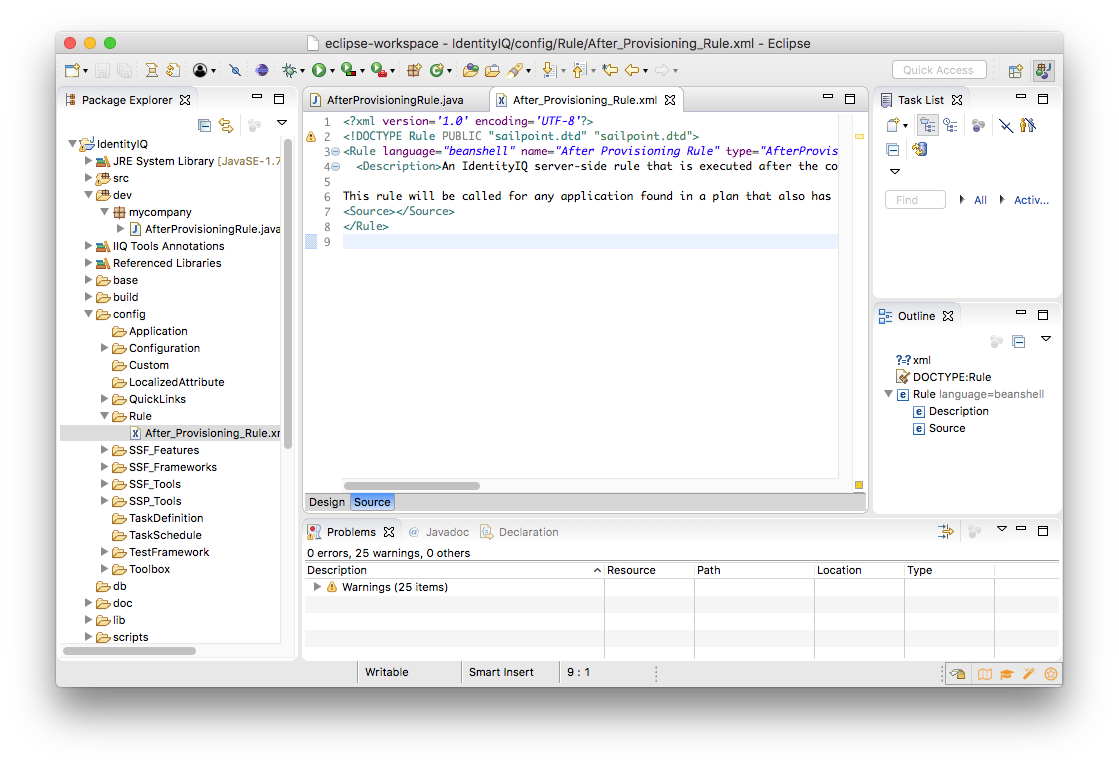 eclipse-workspace - IdentityIQ/config/Rule/After_Provisioning_Rule.xml - Eclipse
Quick Access
Package Explorer
IdentityIQ
JRE System Library [JavaSE-1.7
src
dev
mycompany
AfterProvisioningRule.java
IIQ Tools Annotations
Referenced Libraries
base
build
config
Application
Configuration
Custom
LocalizedAttribute
QuickLinks
Rule
After_Provisioning_Rule.xr
SSF_Features
SSF_Frameworks
SSF_Tools
SSP_Tools
TaskDefinition
TaskSchedule
TestFramework
Toolbox
db
doc
lib
scripts
AfterProvisioningRule.java
After_Provisioning_Rule.xml
1 <?xml version='1.0' encoding='UTF-8'?>
2 <!DOCTYPE Rule PUBLIC "sailpoint.dtd" "sailpoint.dtd">
3 <Rule language="beanshell" name="After Provisioning Rule" type="AfterProvis
4 <Description>An IdentityIQ server-side rule that is executed after the co
5
6 This rule will be called for any application found in a plan that also has
7 <Source></Source>
8 </Rule>
9
Design Source
Task List
Find All Activ...
Outline
?=? xml
DOCTYPE:Rule
Rule language=beanshell
Description
Source
Problems @ Javadoc Declaration
0 errors, 25 warnings, 0 others
Description Resource Path Location Type
Warnings (25 items)
Writable Smart Insert 9 : 1